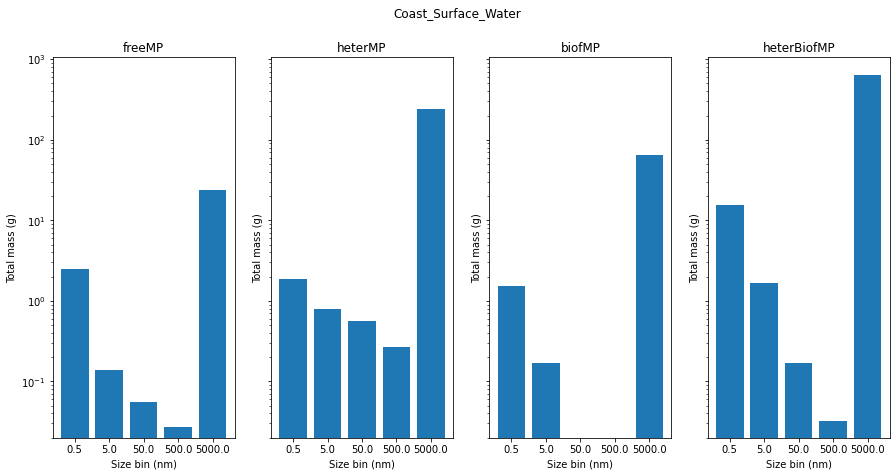 Coast_Surface_Water
freeMP
heterMP
biofMP
heterBiofMP
10³
10²
10¹
10⁰
10⁻¹
Total mass (g)
Total mass (g)
Total mass (g)
Total mass (g)
0.5 5.0 50.0 500.0 5000.0
0.5 5.0 50.0 500.0 5000.0
0.5 5.0 50.0 500.0 5000.0
0.5 5.0 50.0 500.0 5000.0
Size bin (nm)
Size bin (nm)
Size bin (nm)
Size bin (nm)